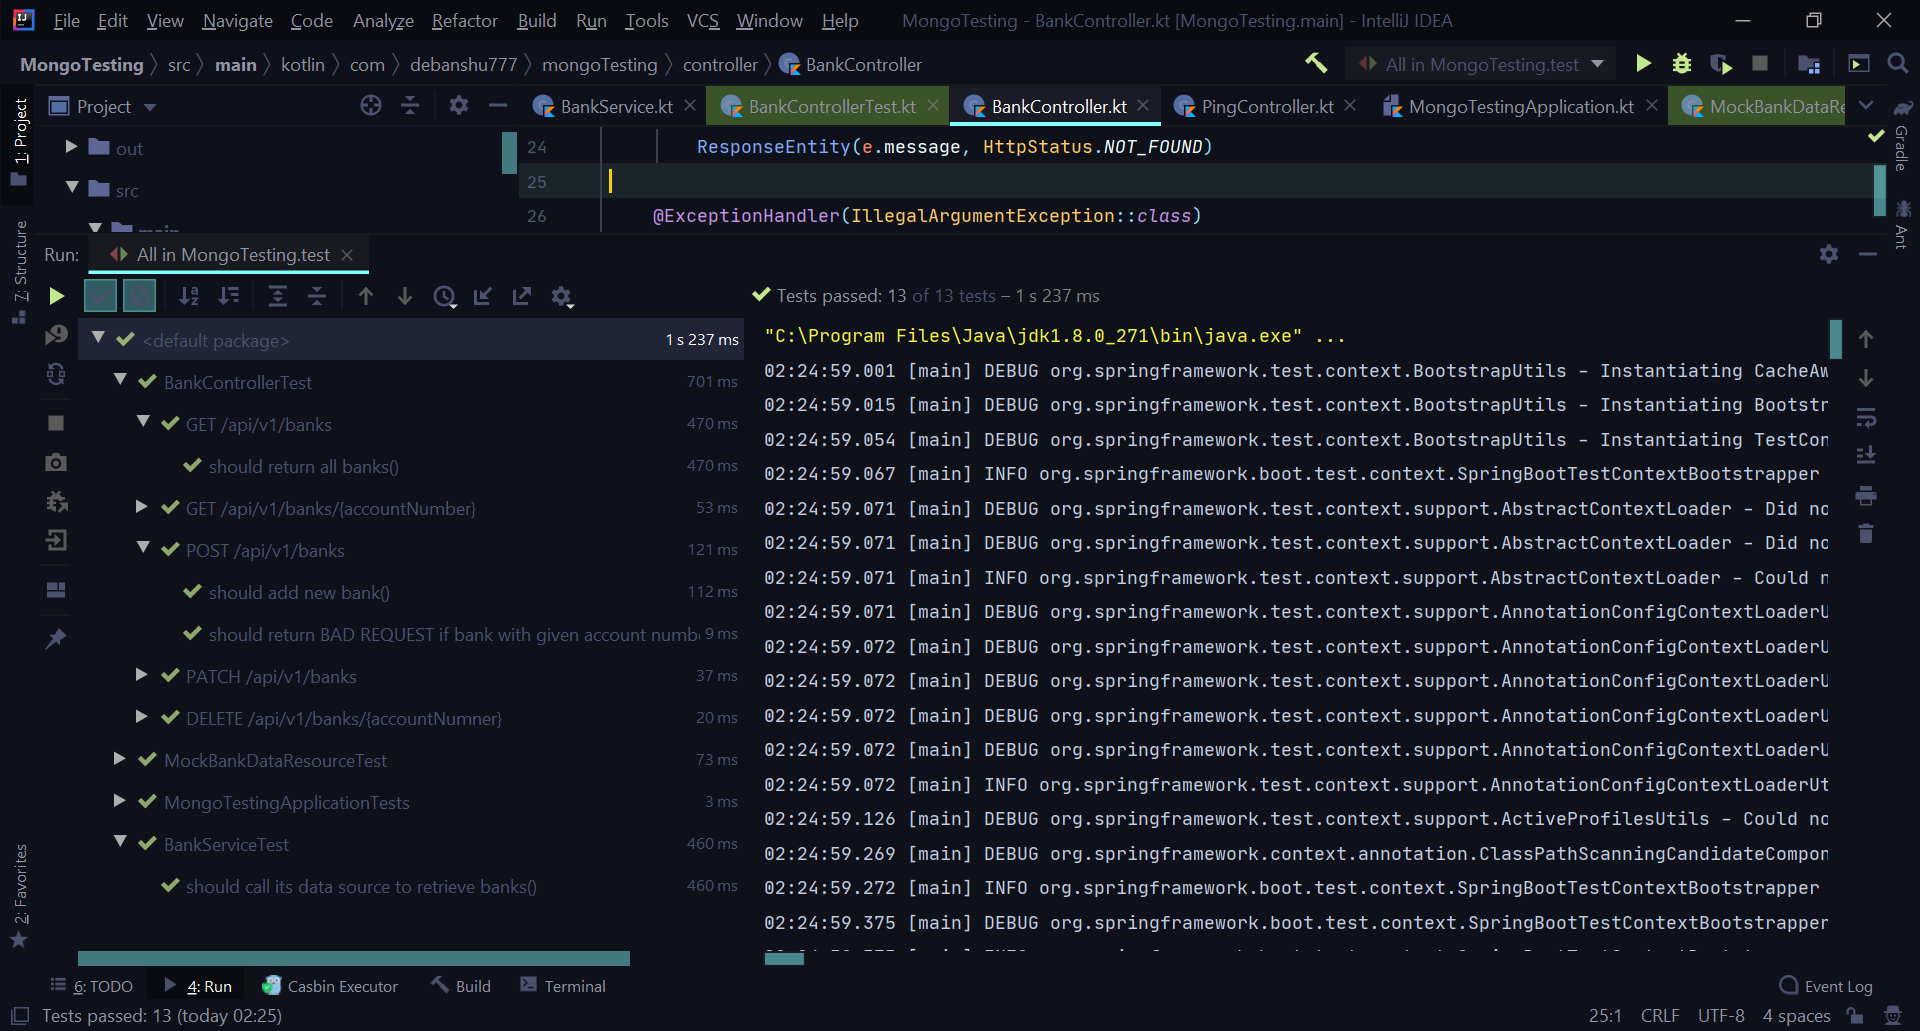 File Edit View Navigate Code Analyze Refactor Build Run Tools VCS Window Help MongoTesting - BankController.kt [MongoTesting.main] - IntelliJ IDEA
MongoTesting src main kotlin com debanshu777 mongoTesting controller BankController All in MongoTesting.test
Project BankService.kt BankControllerTest.kt BankController.kt PingController.kt MongoTestingApplication.kt MockBankDataRe
1: Project
Z: Structure
2: Favorites
Gradle
Ant
out
src
main
24 ResponseEntity(e.message, HttpStatus.NOT_FOUND)
25
26 @ExceptionHandler(IllegalArgumentException::class)
Run: All in MongoTesting.test
Tests passed: 13 of 13 tests – 1 s 237 ms
<default package> 1 s 237 ms
BankControllerTest 701 ms
GET /api/v1/banks 470 ms
should return all banks() 470 ms
GET /api/v1/banks/{accountNumber} 53 ms
POST /api/v1/banks 121 ms
should add new bank() 112 ms
should return BAD REQUEST if bank with given account numb 9 ms
PATCH /api/v1/banks 37 ms
DELETE /api/v1/banks/{accountNumner} 20 ms
MockBankDataResourceTest 73 ms
MongoTestingApplicationTests 3 ms
BankServiceTest 460 ms
should call its data source to retrieve banks() 460 ms
"C:\Program Files\Java\jdk1.8.0_271\bin\java.exe" ...
02:24:59.001 [main] DEBUG org.springframework.test.context.BootstrapUtils - Instantiating CacheAw
02:24:59.015 [main] DEBUG org.springframework.test.context.BootstrapUtils - Instantiating Bootstr
02:24:59.054 [main] DEBUG org.springframework.test.context.BootstrapUtils - Instantiating TestCon
02:24:59.067 [main] INFO org.springframework.boot.test.context.SpringBootTestContextBootstrapper
02:24:59.071 [main] DEBUG org.springframework.test.context.support.AbstractContextLoader - Did no
02:24:59.071 [main] DEBUG org.springframework.test.context.support.AbstractContextLoader - Did no
02:24:59.071 [main] INFO org.springframework.test.context.support.AbstractContextLoader - Could n
02:24:59.071 [main] DEBUG org.springframework.test.context.support.AnnotationConfigContextLoaderU
02:24:59.072 [main] DEBUG org.springframework.test.context.support.AnnotationConfigContextLoaderU
02:24:59.072 [main] DEBUG org.springframework.test.context.support.AnnotationConfigContextLoaderU
02:24:59.072 [main] DEBUG org.springframework.test.context.support.AnnotationConfigContextLoaderU
02:24:59.072 [main] DEBUG org.springframework.test.context.support.AnnotationConfigContextLoaderU
02:24:59.072 [main] INFO org.springframework.test.context.support.AnnotationConfigContextLoaderUt
02:24:59.126 [main] DEBUG org.springframework.test.context.support.ActiveProfilesUtils - Could no
02:24:59.269 [main] DEBUG org.springframework.context.annotation.ClassPathScanningCandidateCompon
02:24:59.272 [main] INFO org.springframework.boot.test.context.SpringBootTestContextBootstrapper
02:24:59.375 [main] DEBUG org.springframework.boot.test.context.SpringBootTestContextBootstrapper
6: TODO 4: Run Casbin Executor Build Terminal Event Log
Tests passed: 13 (today 02:25) 25:1 CRLF UTF-8 4 spaces